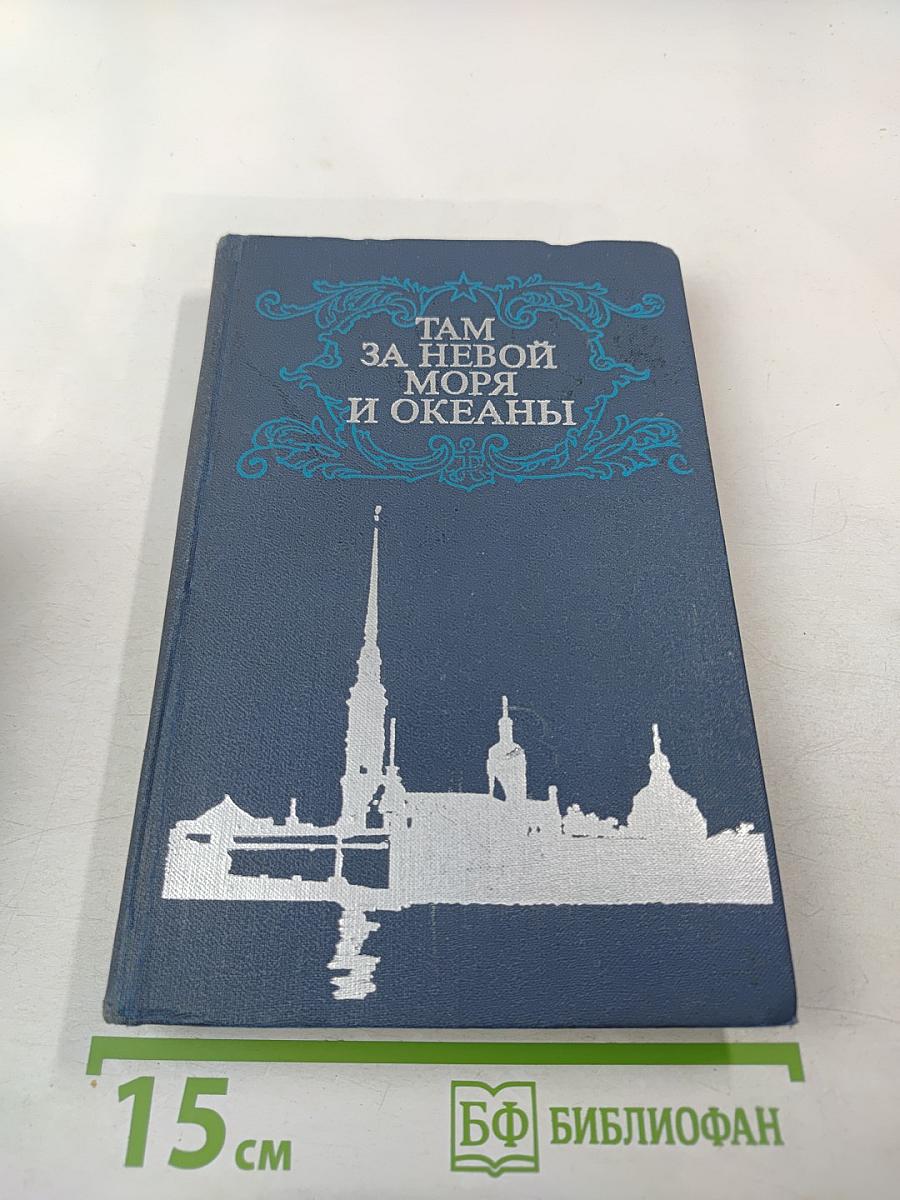 ТАМ
ЗА НЕВОЙ
МОРЯ
И ОКЕАНЫ
15 см
БФ БИБЛИОФАН